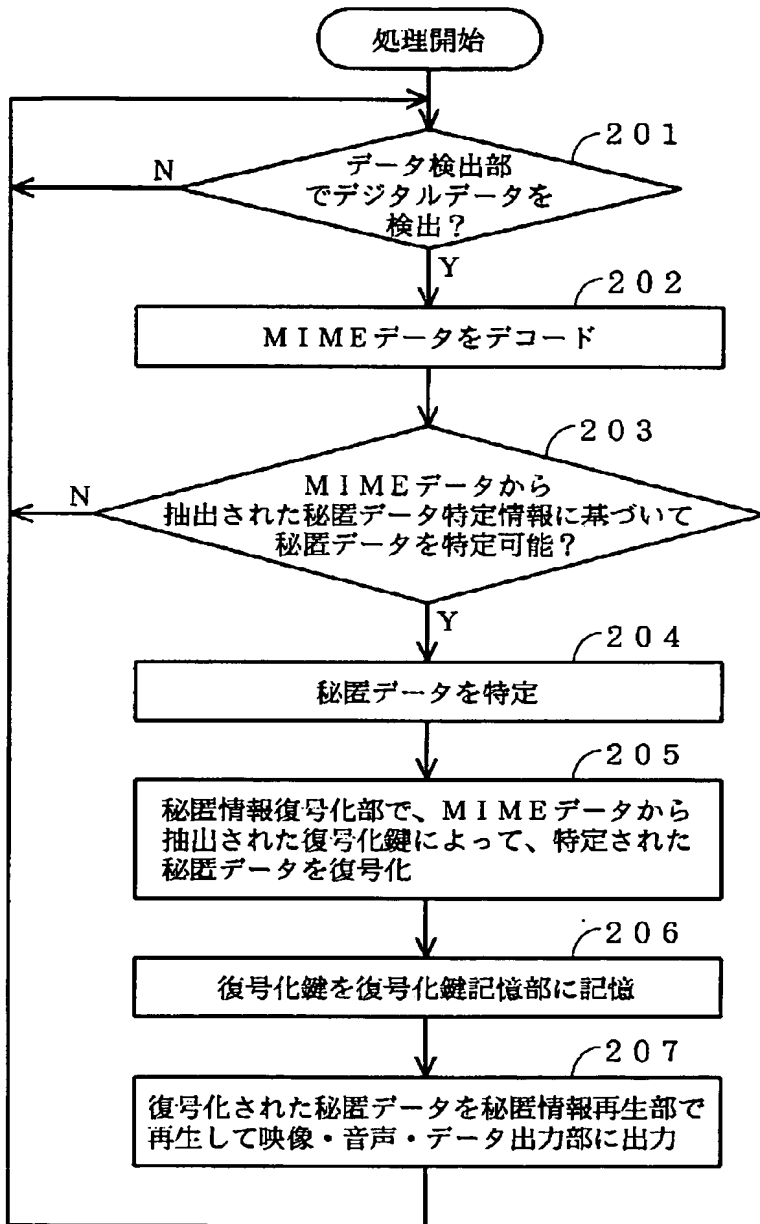 処理開始
201
データ検出部
でデジタルデータを
検出？
N
Y
202
ＭＩＭＥデータをデコード
203
ＭＩＭＥデータから
抽出された秘匿データ特定情報に基づいて
秘匿データを特定可能？
N
Y
204
秘匿データを特定
205
秘匿情報復号化部で、ＭＩＭＥデータから
抽出された復号化鍵によって、特定された
秘匿データを復号化
206
復号化鍵を復号化鍵記憶部に記憶
207
復号化された秘匿データを秘匿情報再生部で
再生して映像・音声・データ出力部に出力